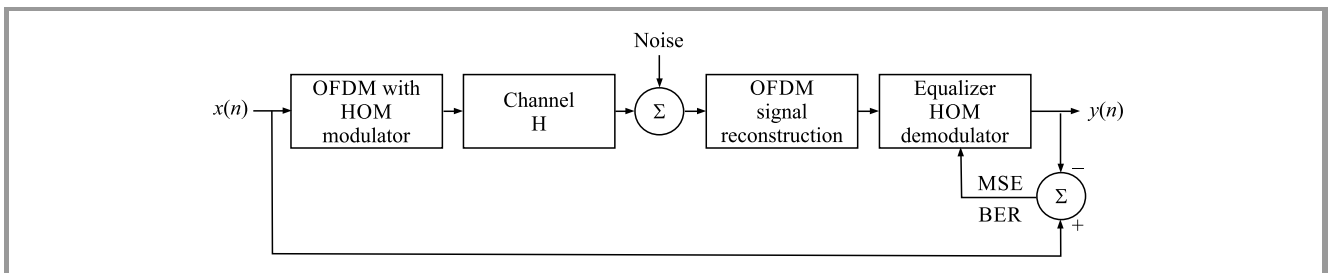 Noise
x(n)
OFDM with
HOM
modulator
Channel
H
Σ
OFDM
signal
reconstruction
Equalizer
HOM
demodulator
y(n)
−
MSE
BER
Σ
+